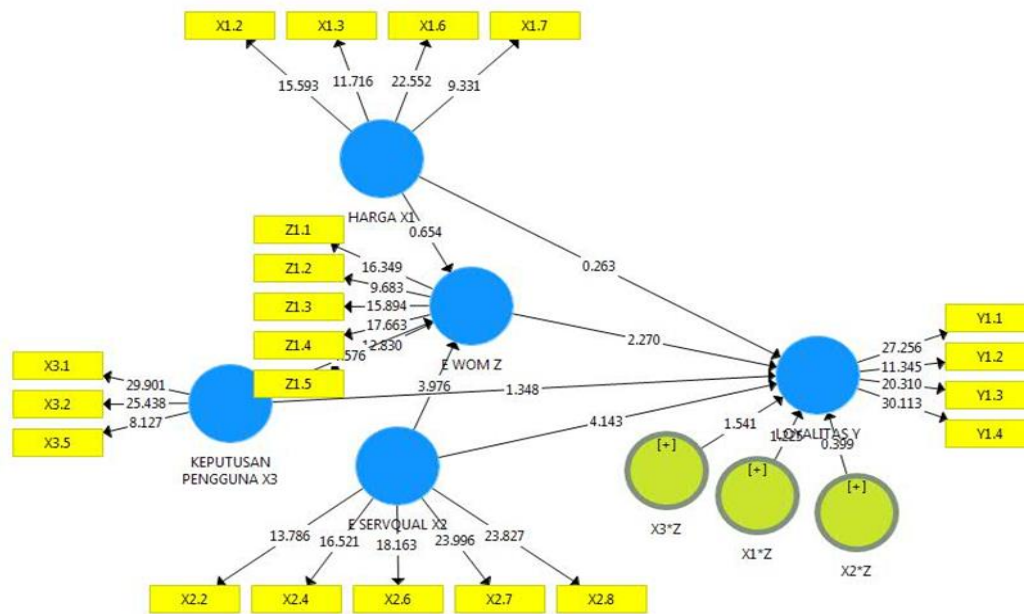 X1.2 X1.3 X1.6 X1.7
15.593 11.716 22.552 9.331
HARGA X1
0.654
0.263
Z1.1
Z1.2
Z1.3
Z1.4
Z1.5
16.349
9.683
15.894
17.663
E WOM Z
2.270
3.976
1.348
4.143
X3.1
X3.2
X3.5
29.901
25.438
8.127
KEPUTUSAN
PENGGUNA X3
E SERVQUAL X2
13.786 16.521 18.163 23.996 23.827
X2.2 X2.4 X2.6 X2.7 X2.8
LOYALITAS Y
27.256
11.345
20.310
30.113
Y1.1
Y1.2
Y1.3
Y1.4
1.541
0.399
[+] [+] [+]
X3*Z X1*Z X2*Z